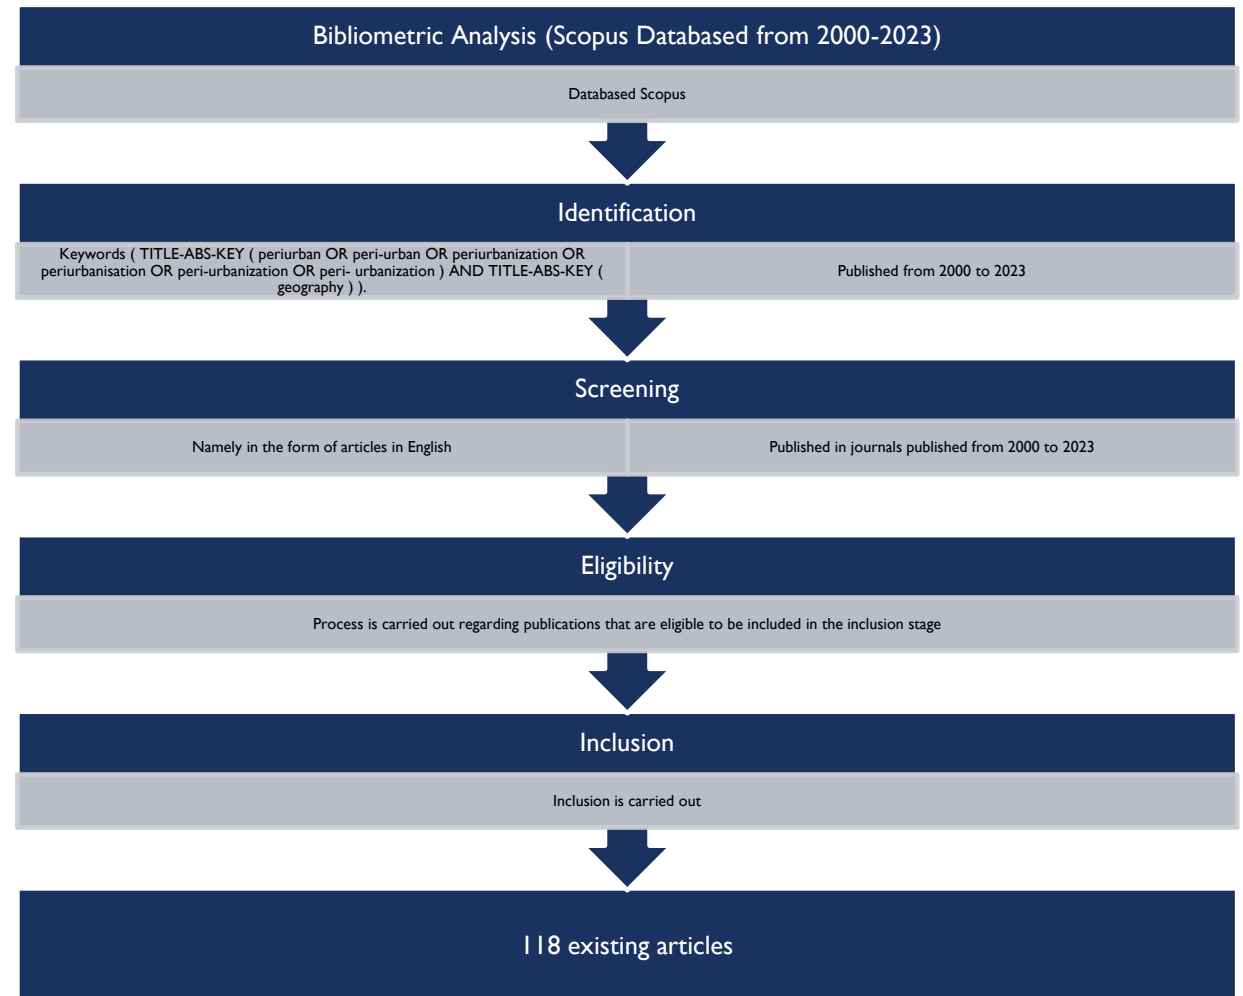 Bibliometric Analysis (Scopus Databased from 2000-2023)
Databased Scopus
Identification
Keywords ( TITLE-ABS-KEY ( periurban OR peri-urban OR periurbanization OR
periurbanisation OR peri-urbanization OR peri- urbanization ) AND TITLE-ABS-KEY (
geography ) ).
Published from 2000 to 2023
Screening
Namely in the form of articles in English
Published in journals published from 2000 to 2023
Eligibility
Process is carried out regarding publications that are eligible to be included in the inclusion stage
Inclusion
Inclusion is carried out
118 existing articles